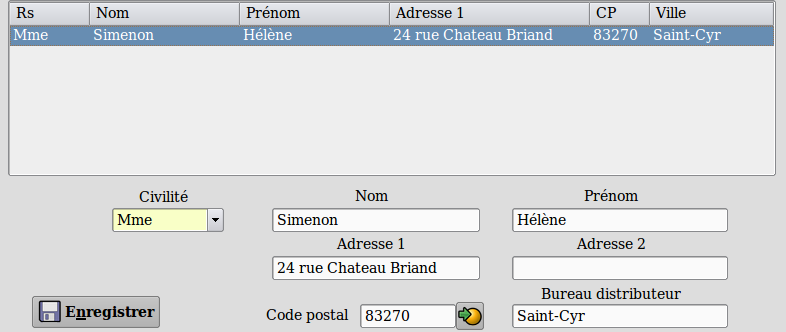 Rs Nom Prénom Adresse 1 CP Ville
Mme Simenon Hélène 24 rue Chateau Briand 83270 Saint-Cyr
Civilité Nom Prénom
Mme Simenon Hélène
Adresse 1 Adresse 2
24 rue Chateau Briand
Bureau distributeur
Enregistrer Code postal 83270 Saint-Cyr